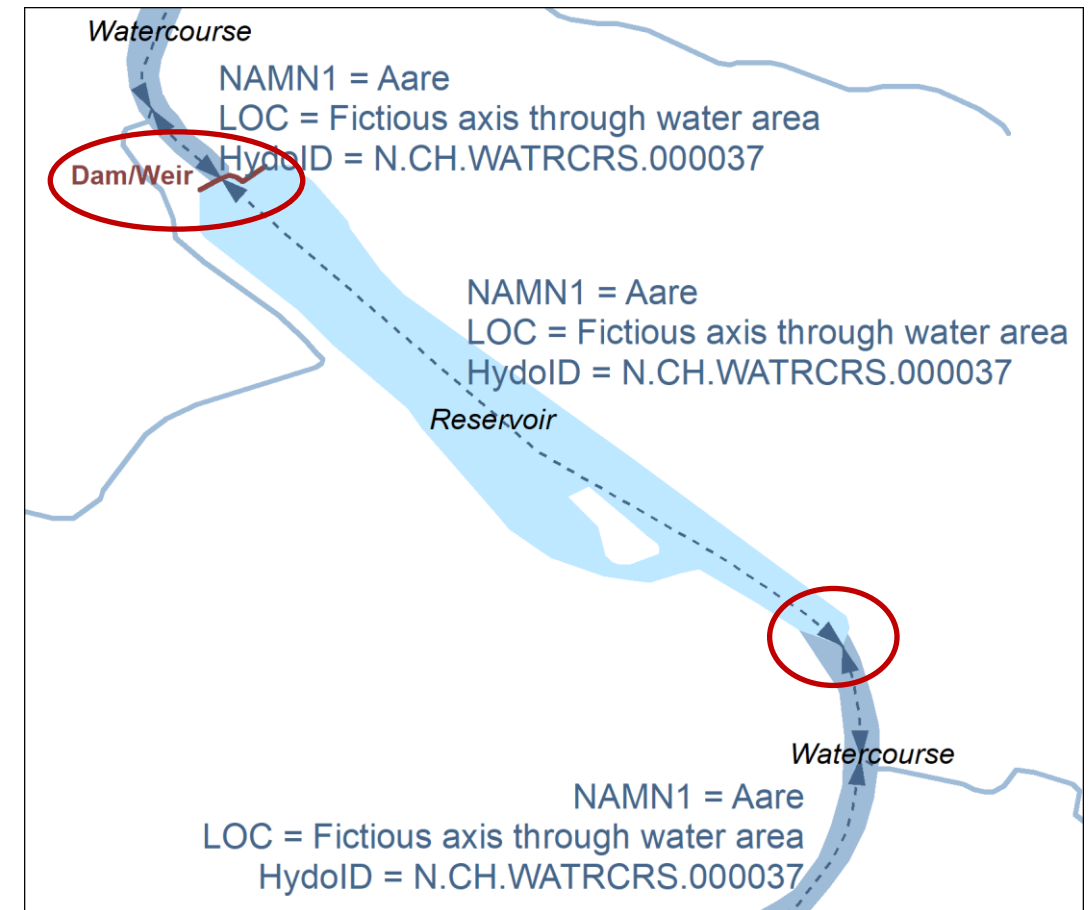 Watercourse
NAMN1 = Aare
LOC = Fictious axis through water area
HydoID = N.CH.WATRCRS.000037
Dam/Weir
NAMN1 = Aare
LOC = Fictious axis through water area
HydoID = N.CH.WATRCRS.000037
Reservoir
Watercourse
NAMN1 = Aare
LOC = Fictious axis through water area
HydoID = N.CH.WATRCRS.000037